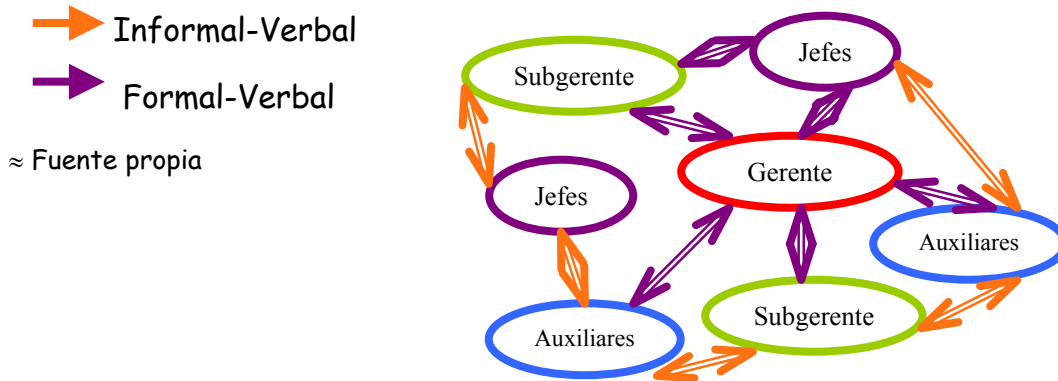 Informal-Verbal
Formal-Verbal
≈ Fuente propia
Jefes
Subgerente
Gerente
Jefes
Auxiliares
Subgerente
Auxiliares